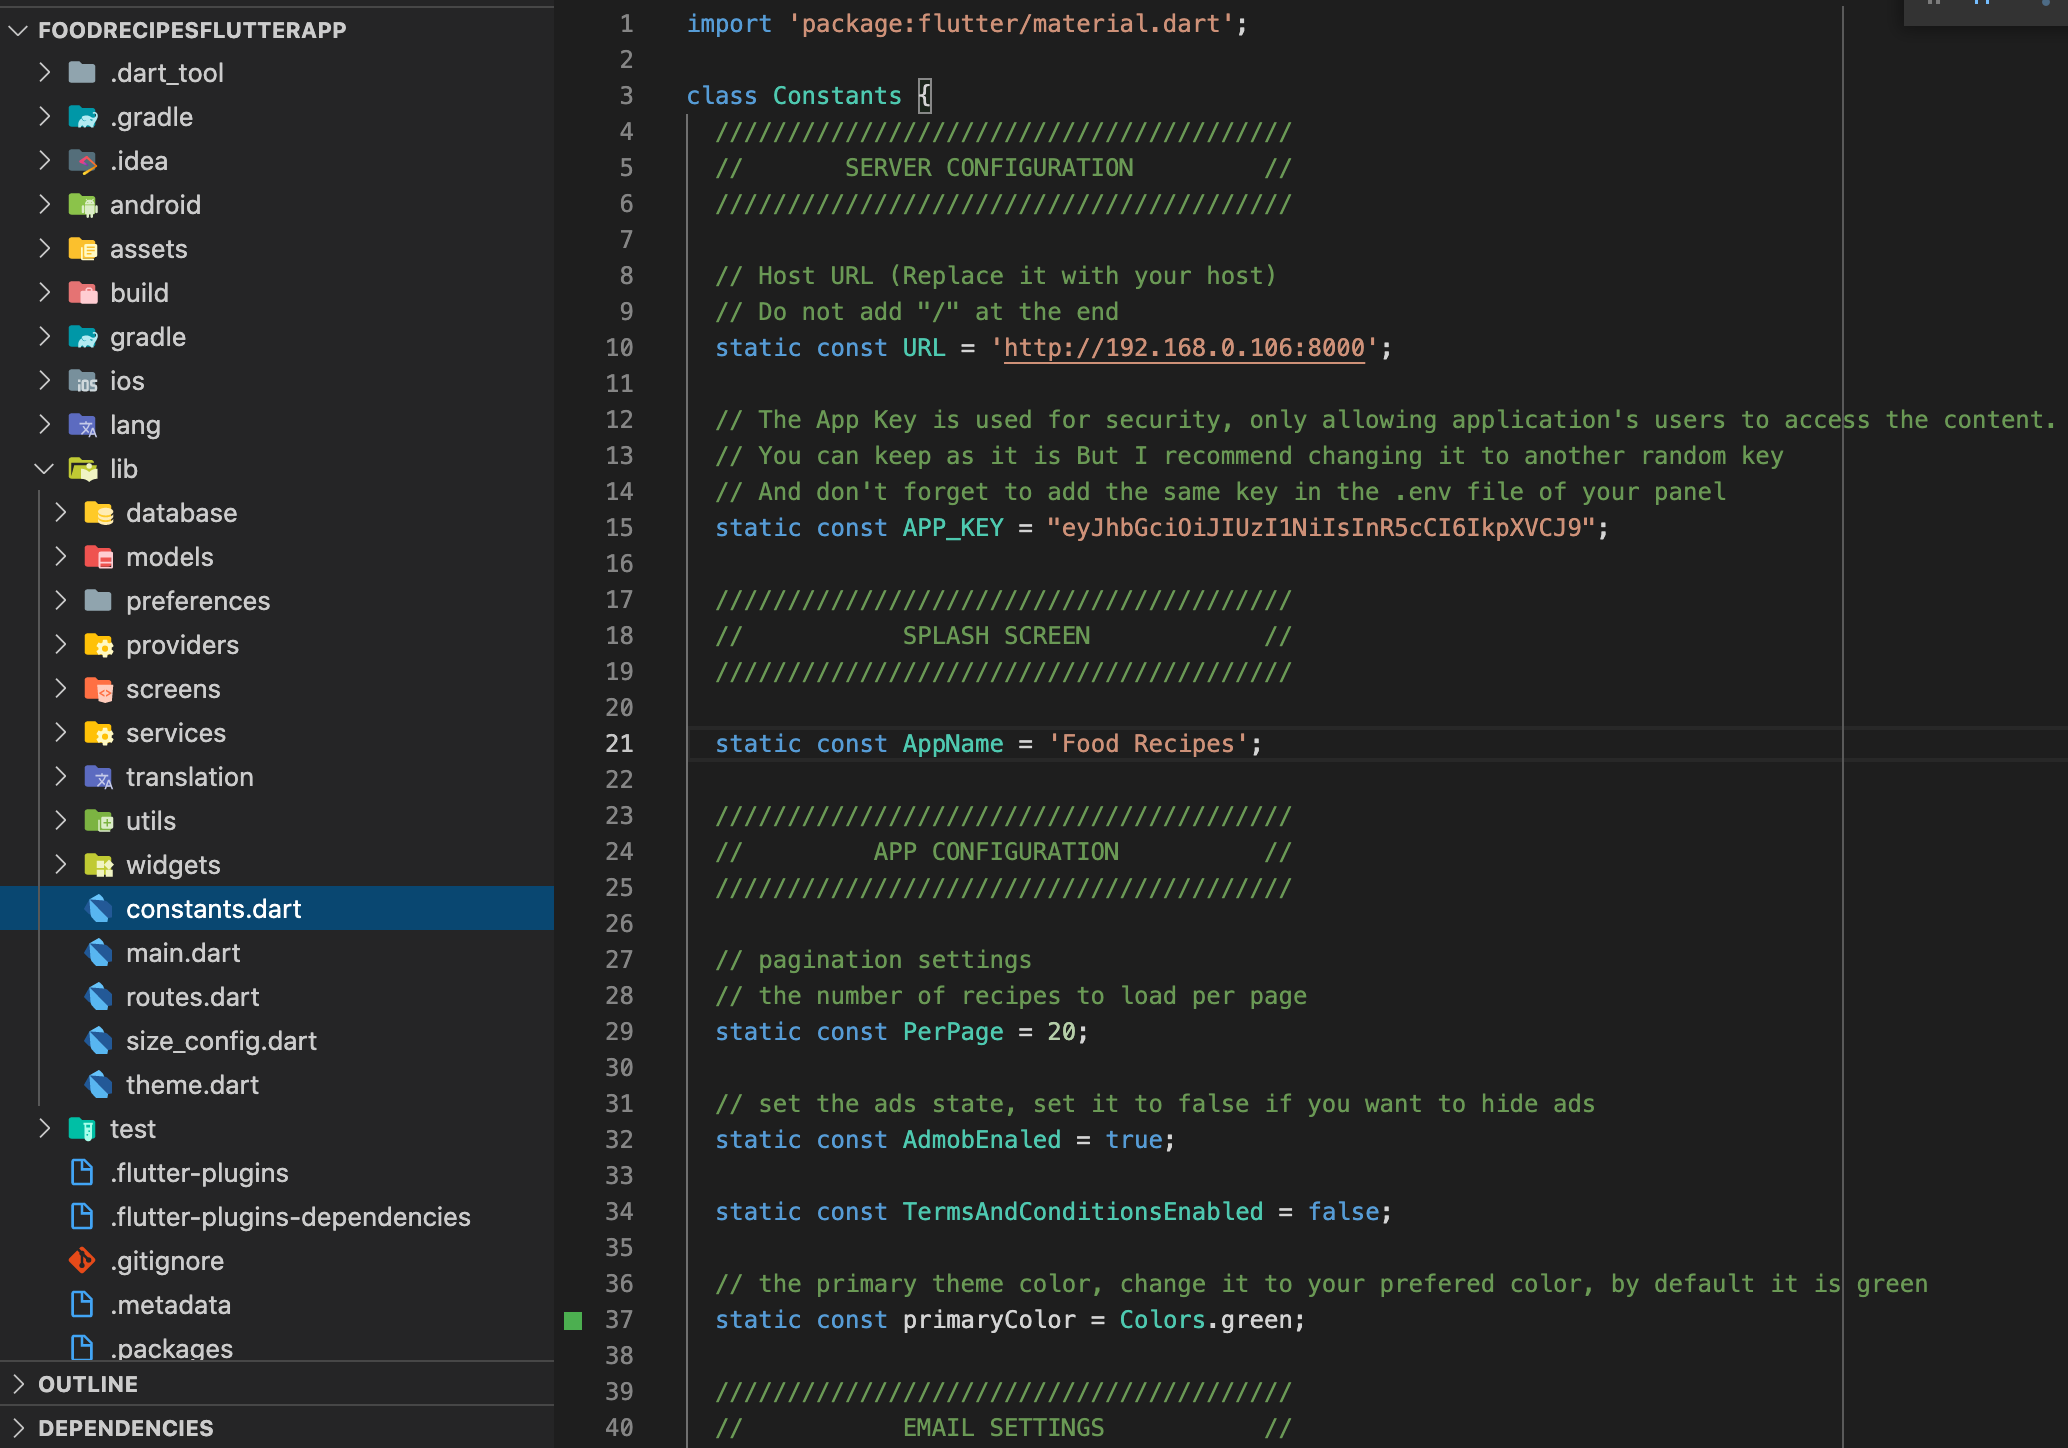 FOODRECIPESFLUTTERAPP
.dart_tool
.gradle
.idea
android
assets
build
gradle
ios
lang
lib
database
models
preferences
providers
screens
services
translation
utils
widgets
constants.dart
main.dart
routes.dart
size_config.dart
theme.dart
test
.flutter-plugins
.flutter-plugins-dependencies
.gitignore
.metadata
.packages
OUTLINE
DEPENDENCIES
1 import 'package:flutter/material.dart';
2
3 class Constants {
4 ////////////////////////////////////////
5 // SERVER CONFIGURATION //
6 ////////////////////////////////////////
7
8 // Host URL (Replace it with your host)
9 // Do not add "/" at the end
10 static const URL = 'http://192.168.0.106:8000';
11
12 // The App Key is used for security, only allowing application's users to access the content.
13 // You can keep as it is But I recommend changing it to another random key
14 // And don't forget to add the same key in the .env file of your panel
15 static const APP_KEY = "eyJhbGciOiJIUzI1NiIsInR5cCI6IkpXVCJ9";
16
17 ////////////////////////////////////////
18 // SPLASH SCREEN //
19 ////////////////////////////////////////
20
21 static const AppName = 'Food Recipes';
22
23 ////////////////////////////////////////
24 // APP CONFIGURATION //
25 ////////////////////////////////////////
26
27 // pagination settings
28 // the number of recipes to load per page
29 static const PerPage = 20;
30
31 // set the ads state, set it to false if you want to hide ads
32 static const AdmobEnaled = true;
33
34 static const TermsAndConditionsEnabled = false;
35
36 // the primary theme color, change it to your prefered color, by default it is green
37 static const primaryColor = Colors.green;
38
39 ////////////////////////////////////////
40 // EMAIL SETTINGS //